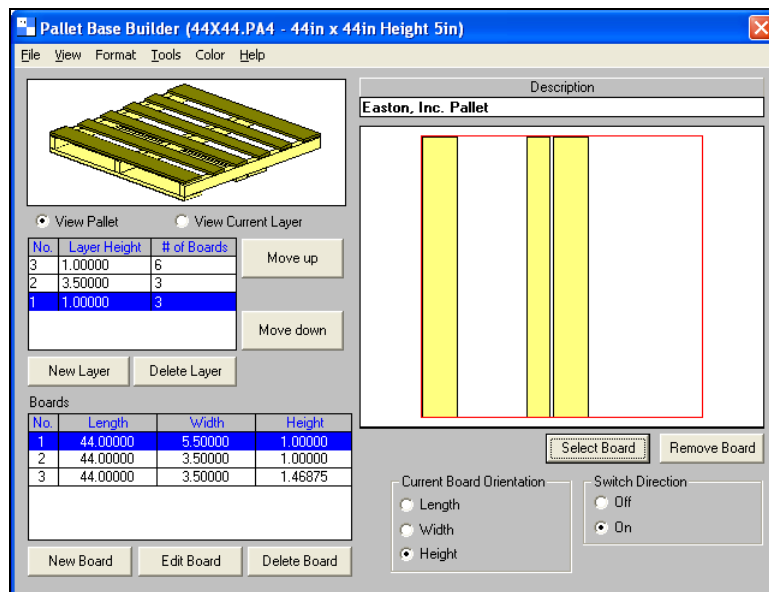 Pallet Base Builder (44X44.PA4 - 44in x 44in Height 5in)
File View Format Tools Color Help
Description
Easton, Inc. Pallet
View Pallet View Current Layer
No. Layer Height # of Boards
3 1.00000 6
2 3.50000 3
1 1.00000 3
Move up
Move down
New Layer Delete Layer
Boards
No. Length Width Height
1 44.00000 5.50000 1.00000
2 44.00000 3.50000 1.00000
3 44.00000 3.50000 1.46875
New Board Edit Board Delete Board
Select Board Remove Board
Current Board Orientation
Length
Width
Height
Switch Direction
Off
On